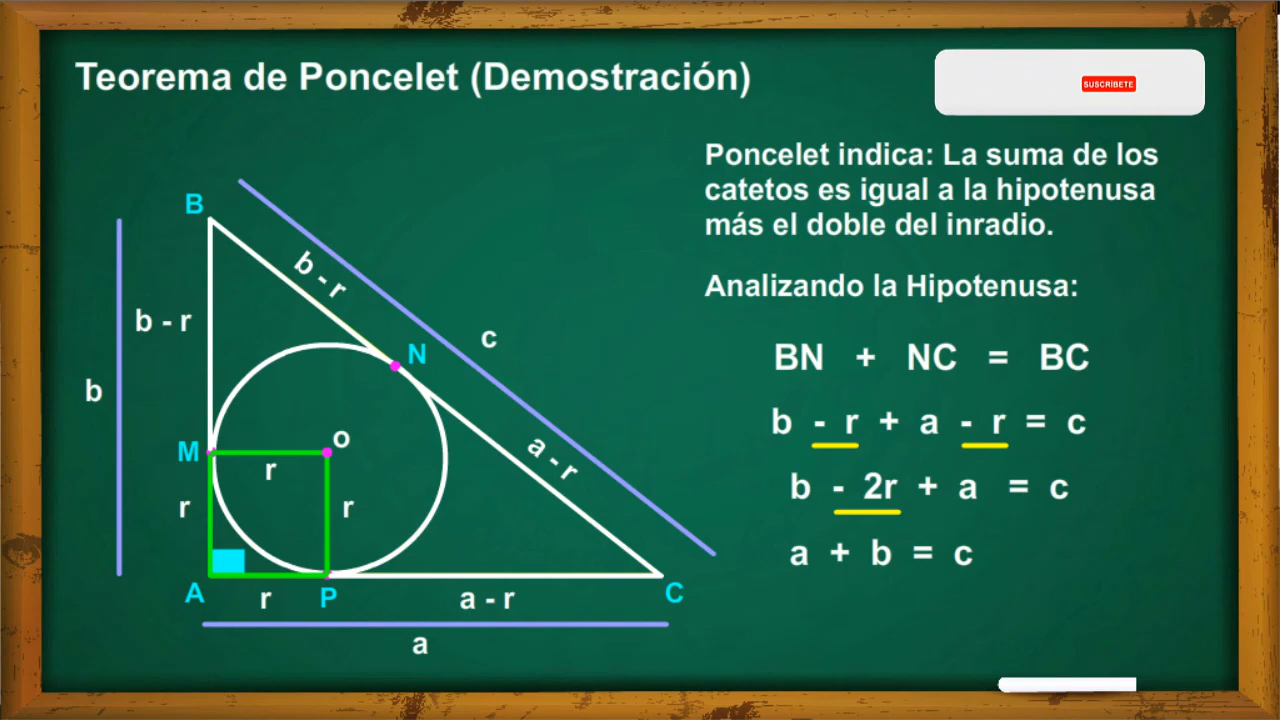 Teorema de Poncelet (Demostración)
SUSCRÍBETE
Poncelet indica: La suma de los
catetos es igual a la hipotenusa
más el doble del inradio.
Analizando la Hipotenusa:
BN + NC = BC
b - r + a - r = c
b - 2r + a = c
a + b = c
B
b - r
c
b - r
N
b
a - r
M
o
r
r
r
A
r
P
a - r
C
a